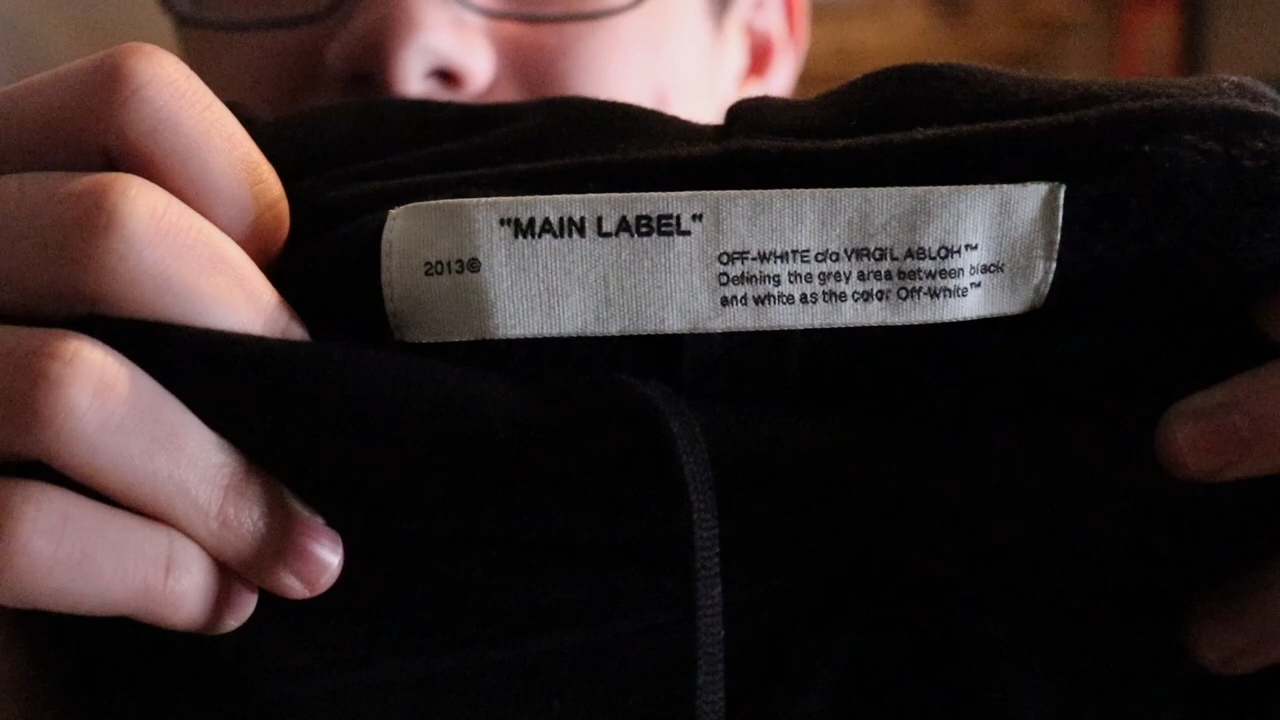 "MAIN LABEL"
2013©
OFF-WHITE c/o VIRGIL ABLOH™
Defining the grey area between black
and white as the color Off-White™